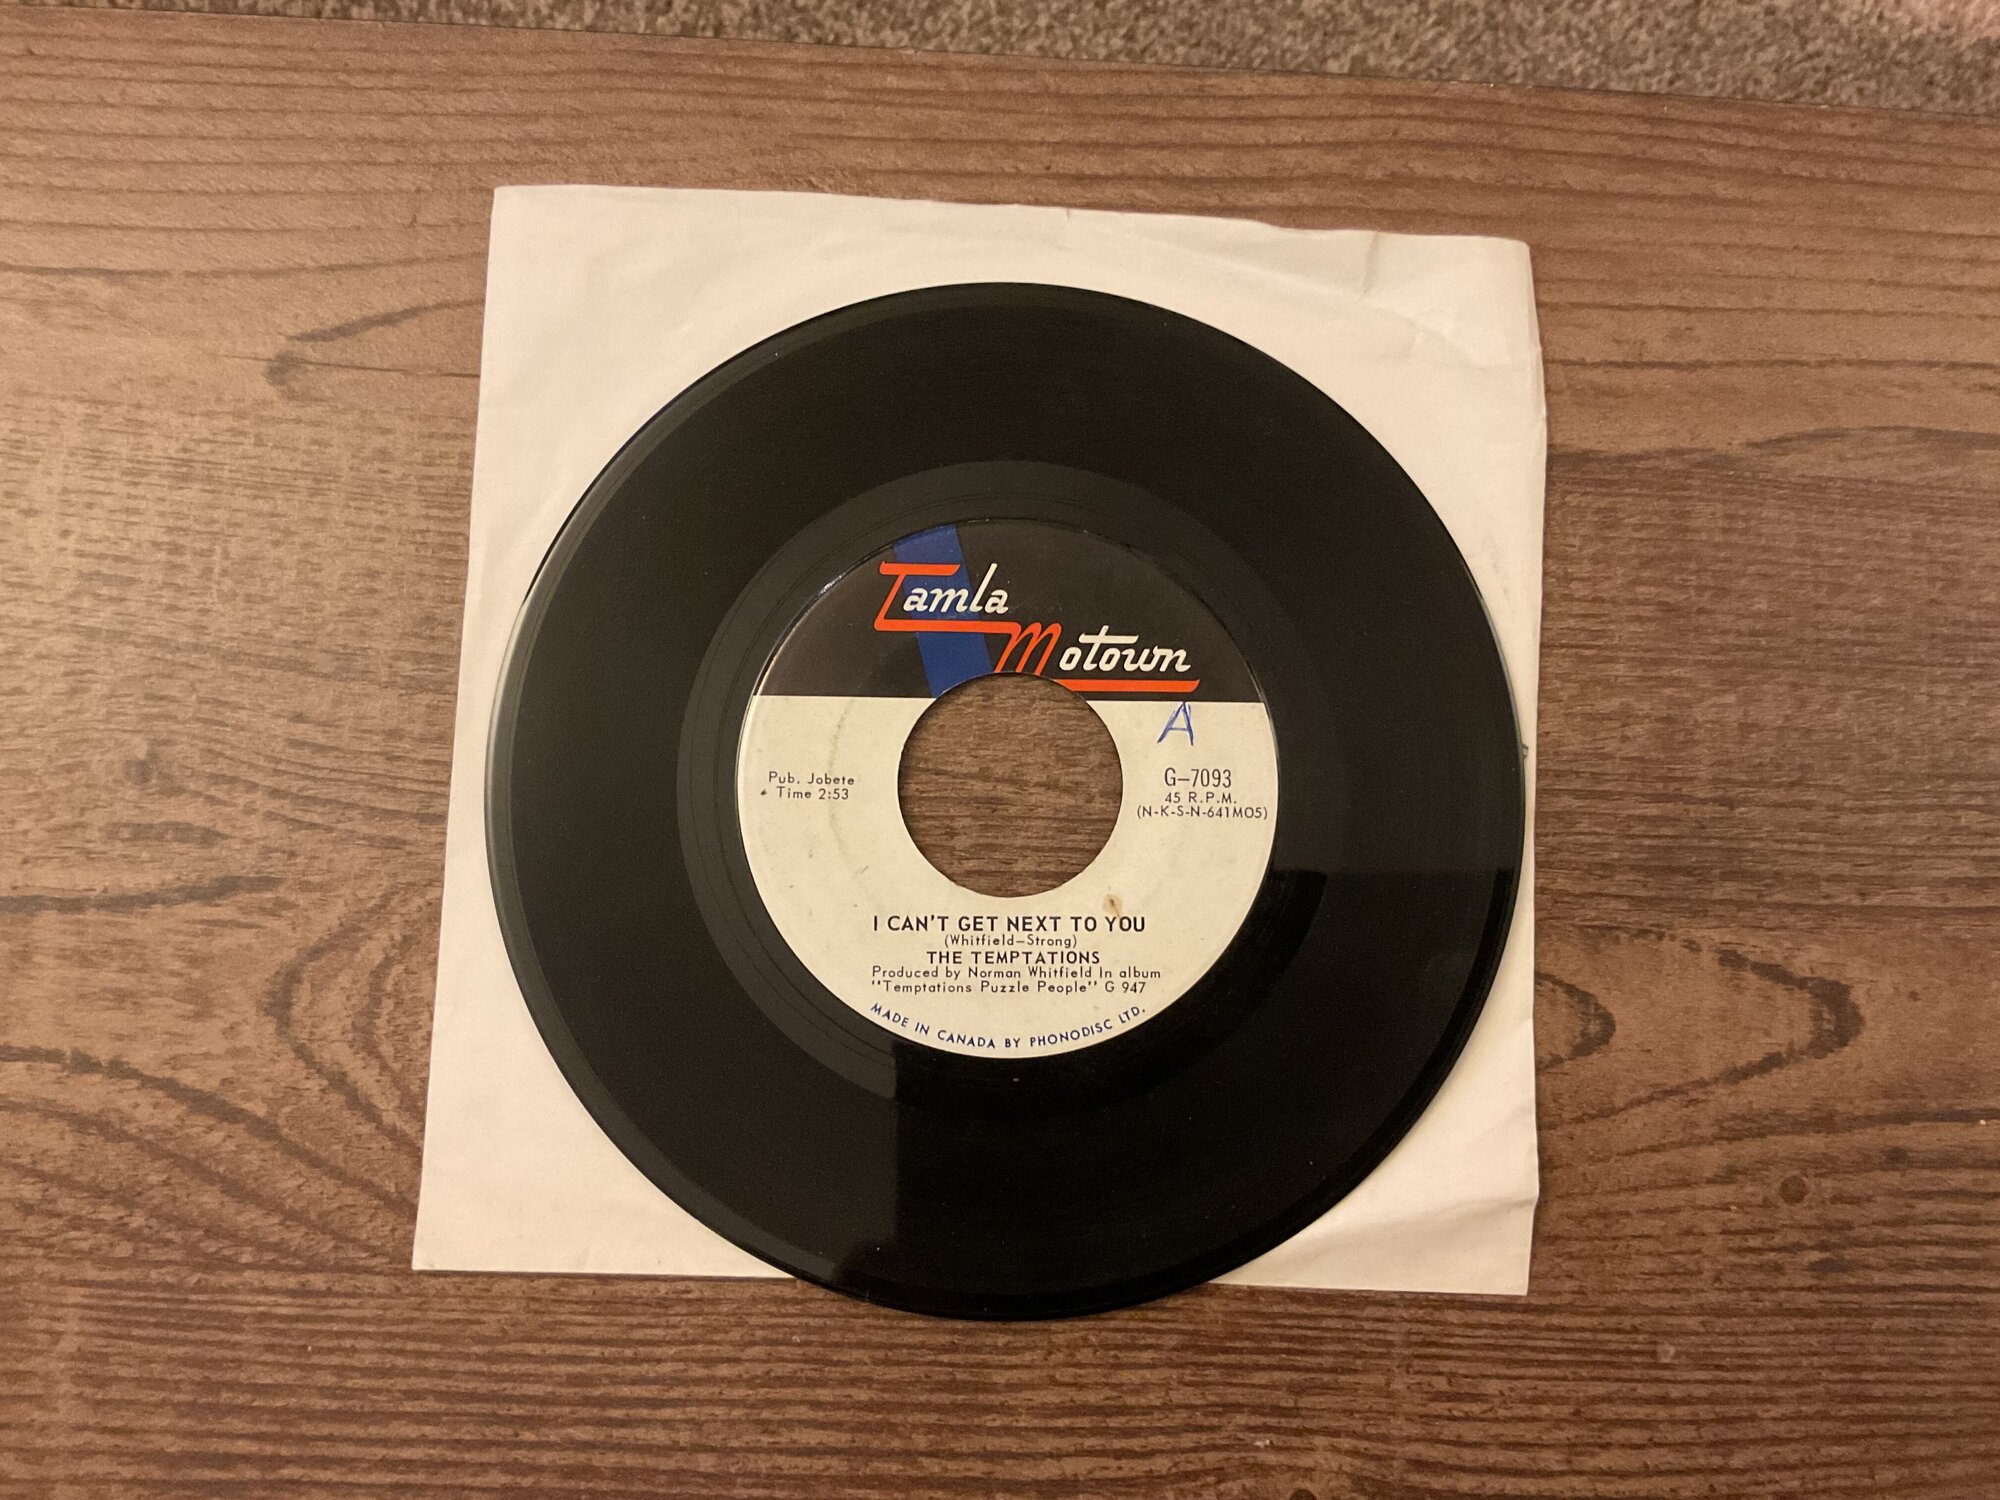 Tamla
Motown
A
Pub. Jobete
Time 2:53
G-7093
45 R.P.M.
(N-K-S-N-641MO5)
I CAN'T GET NEXT TO YOU
(Whitfield-Strong)
THE TEMPTATIONS
Produced by Norman Whitfield In album
"Temptations Puzzle People" G 947
MADE IN CANADA BY PHONODISC LTD.